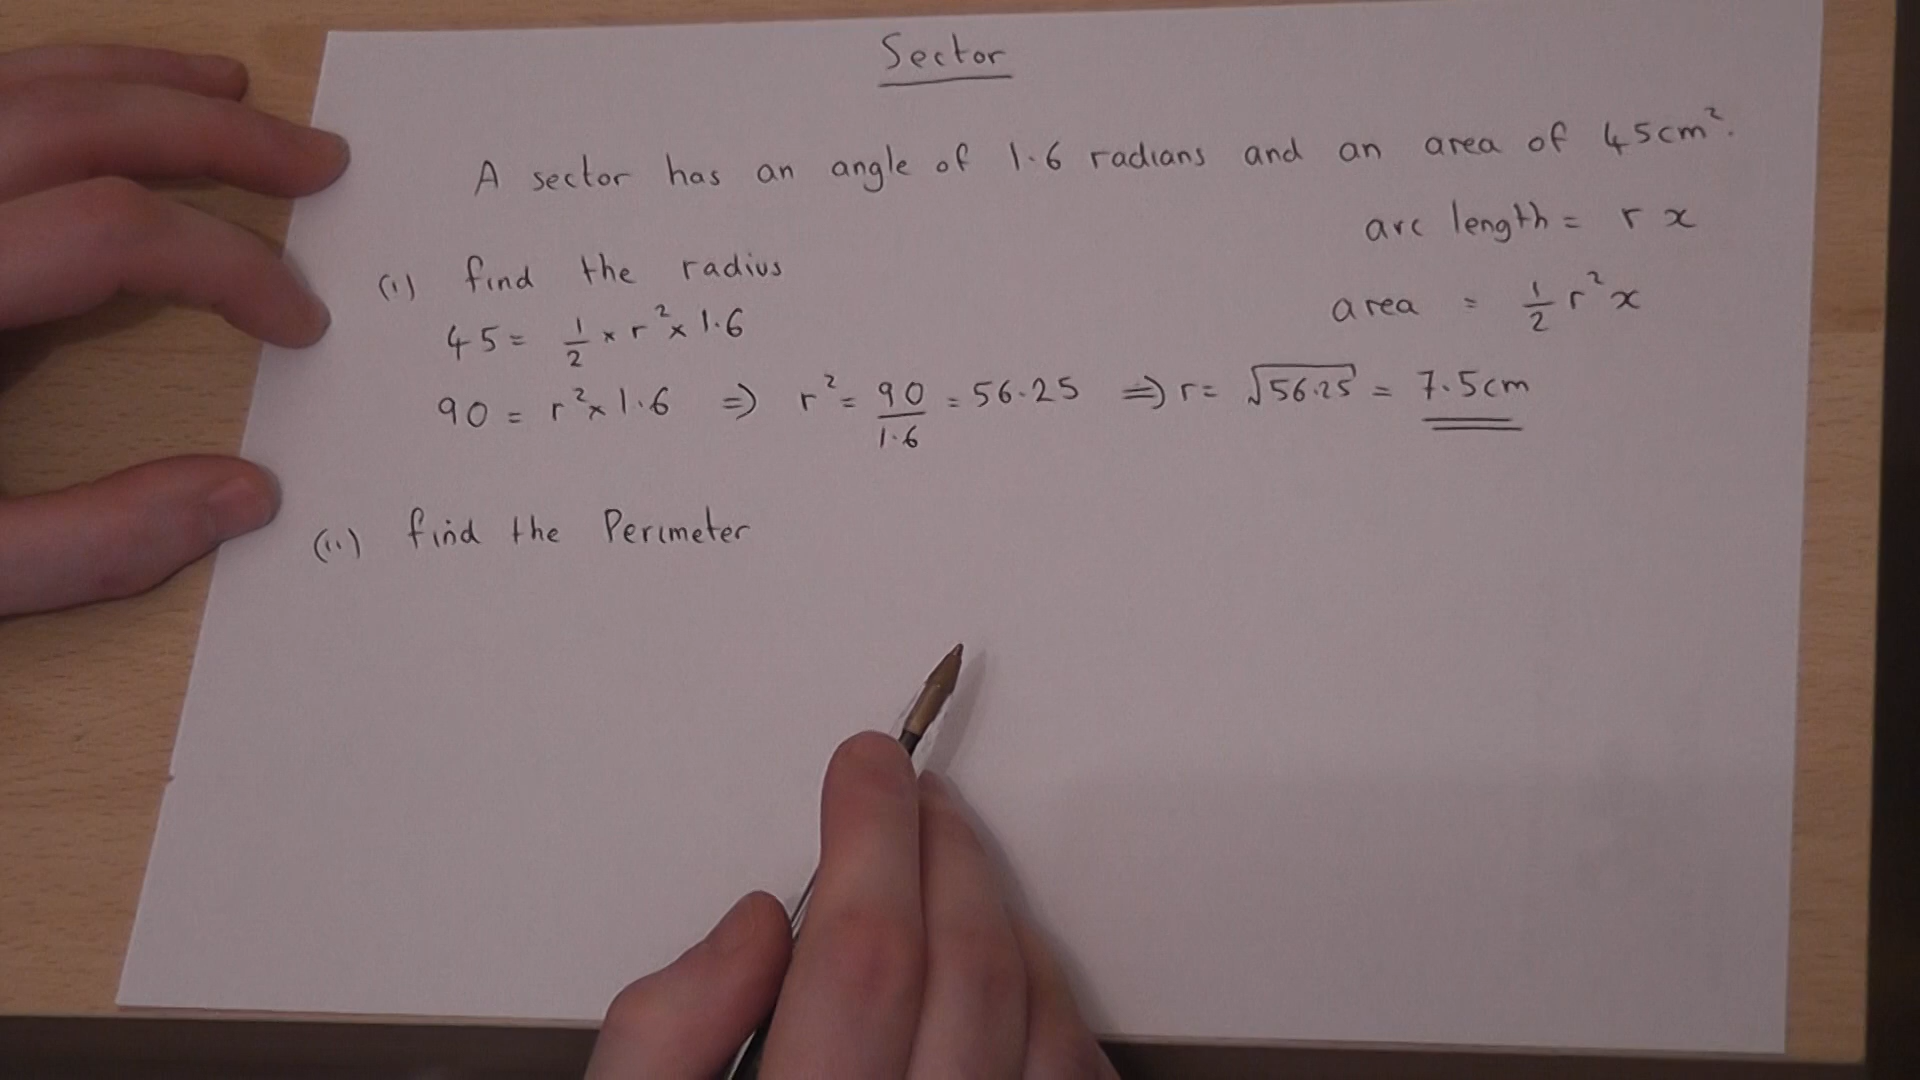 Sector
A sector has an angle of 1.6 radians and an area of 45cm².
arc length = r x
(i) find the radius
area = 1/2 r² x
45 = 1/2 × r² × 1.6
90 = r² × 1.6 => r² = 90/1.6 = 56.25 => r = √56.25 = 7.5cm
(ii) find the Perimeter